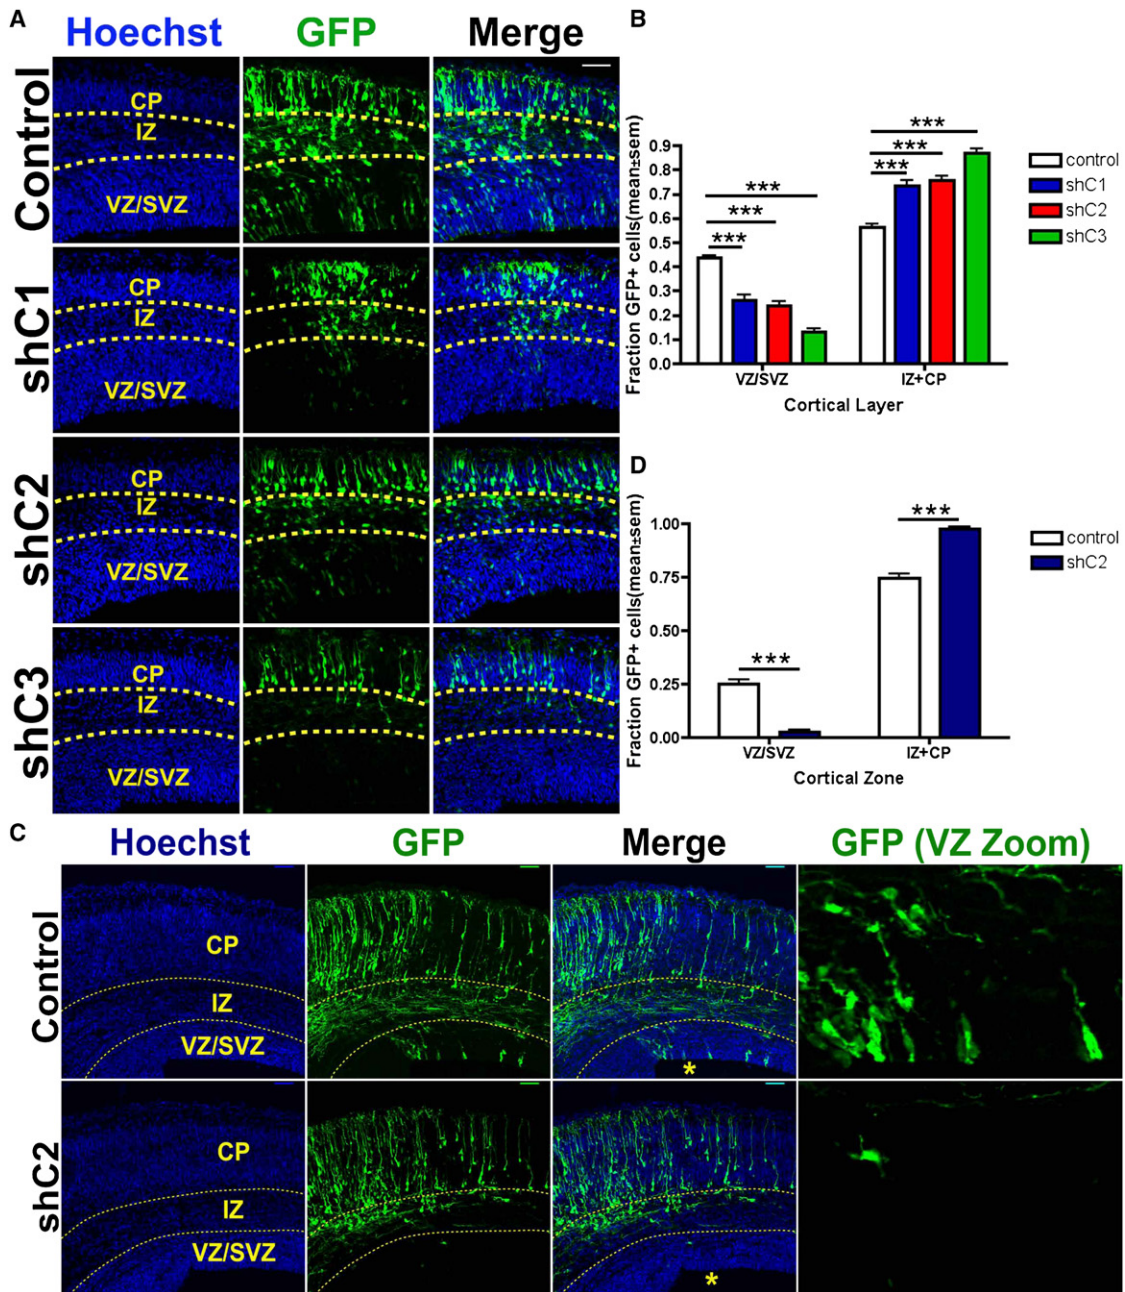 A
Hoechst GFP Merge
Control
CP
IZ
VZ/SVZ
shC1
CP
IZ
VZ/SVZ
shC2
CP
IZ
VZ/SVZ
shC3
CP
IZ
VZ/SVZ
B
Fraction GFP+ cells(mean±sem)
0.9
0.8
0.7
0.6
0.5
0.4
0.3
0.2
0.1
0.0
***
***
***
***
***
***
VZ/SVZ IZ+CP
Cortical Layer
control
shC1
shC2
shC3
D
Fraction GFP+ cells(mean±sem)
1.00
0.75
0.50
0.25
0.00
***
***
VZ/SVZ IZ+CP
Cortical Zone
control
shC2
C
Hoechst GFP Merge GFP (VZ Zoom)
Control
CP
IZ
VZ/SVZ
*
shC2
CP
IZ
VZ/SVZ
*